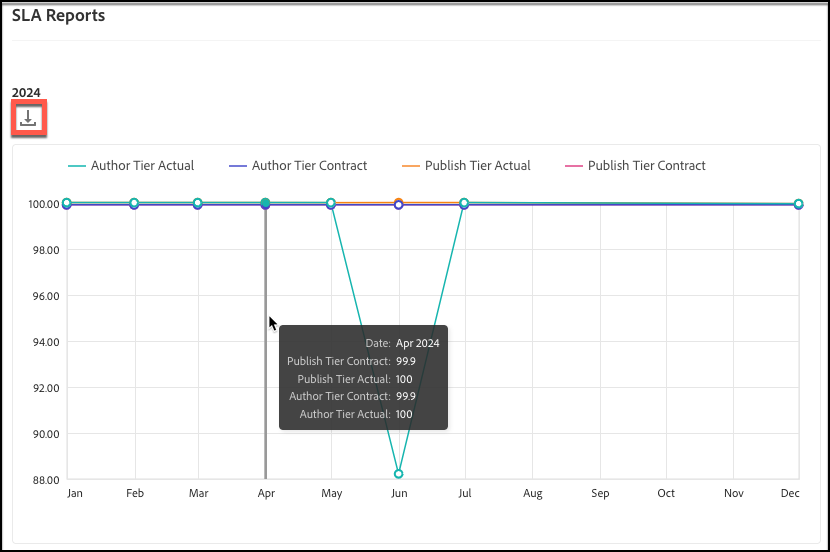 SLA Reports
2024
Author Tier Actual Author Tier Contract Publish Tier Actual Publish Tier Contract
100.00
98.00
96.00
94.00
92.00
90.00
88.00
Date: Apr 2024
Publish Tier Contract: 99.9
Publish Tier Actual: 100
Author Tier Contract: 99.9
Author Tier Actual: 100
Jan Feb Mar Apr May Jun Jul Aug Sep Oct Nov Dec